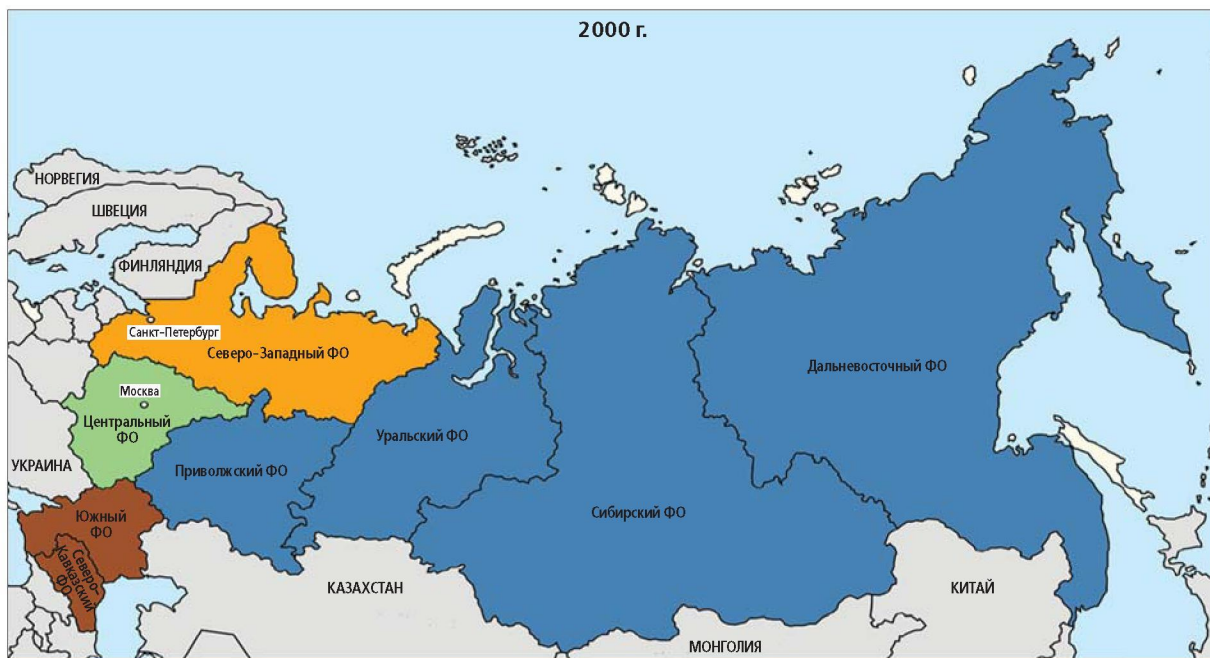 2000 г.
НОРВЕГИЯ
ШВЕЦИЯ
ФИНЛЯНДИЯ
Санкт-Петербург
Северо-Западный ФО
Дальневосточный ФО
Москва
Центральный
ФО
Уральский ФО
УКРАИНА
Приволжский ФО
Сибирский ФО
Южный
ФО
Северо-
Кавказский
ФО
КАЗАХСТАН
КИТАЙ
МОНГОЛИЯ